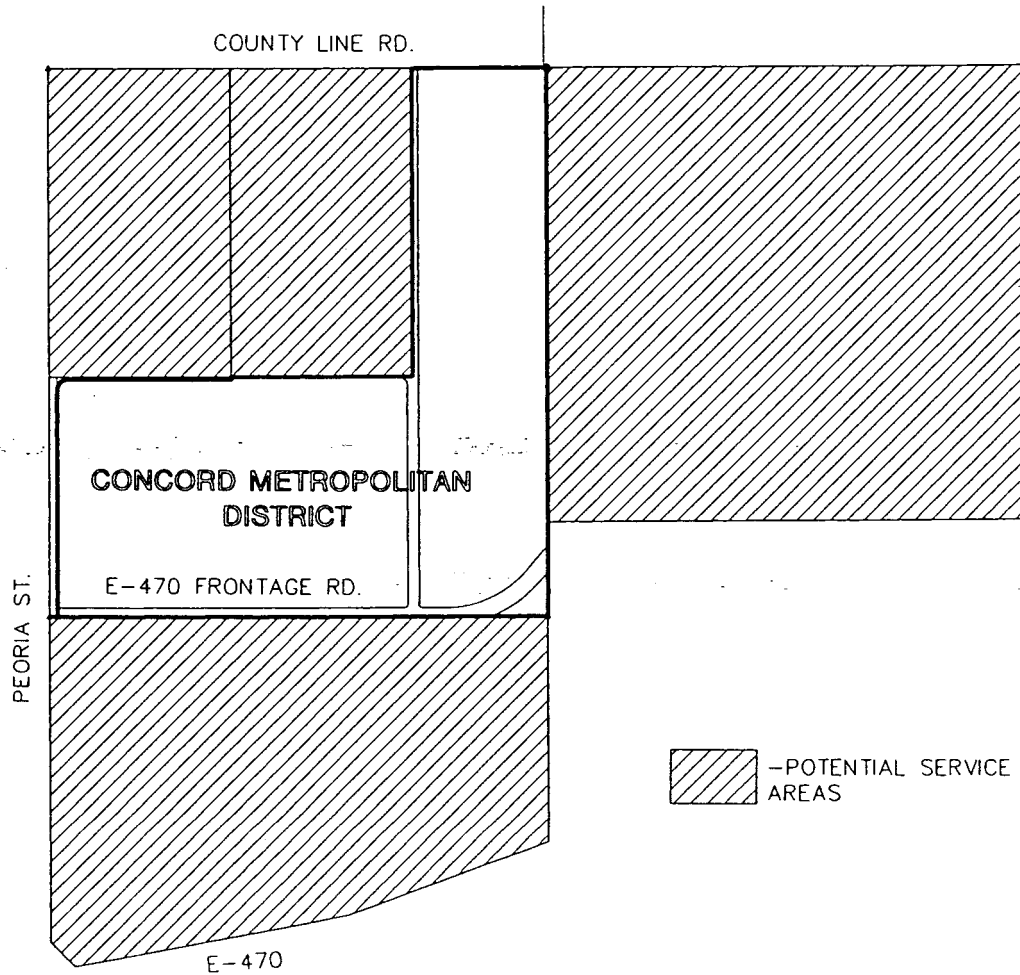 COUNTY LINE RD.
CONCORD METROPOLITAN
DISTRICT
E-470 FRONTAGE RD.
PEORIA ST.
-POTENTIAL SERVICE
AREAS
E-470